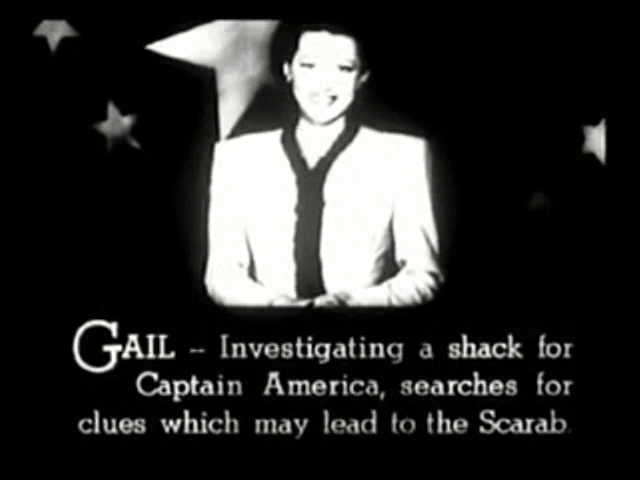 GAIL -- Investigating a shack for
Captain America, searches for
clues which may lead to the Scarab.